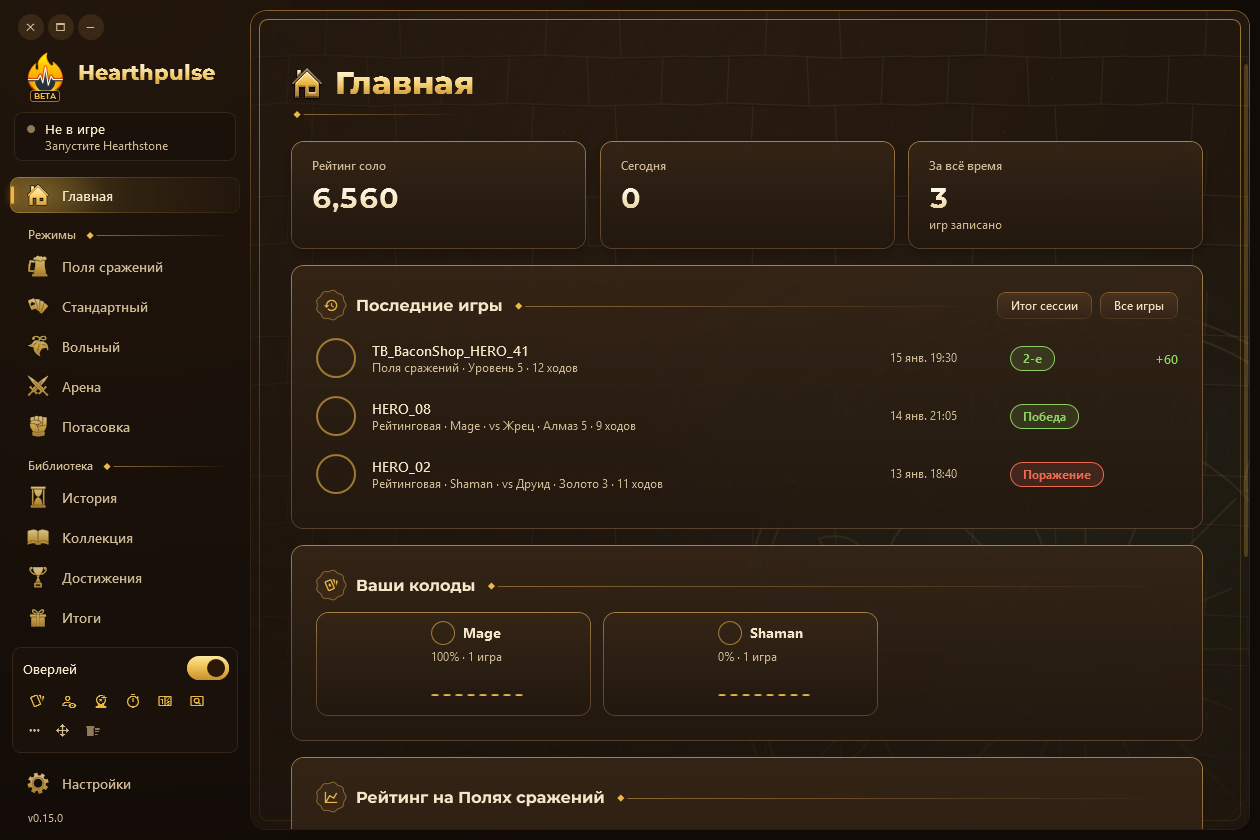 Hearthpulse
BETA
Не в игре
Запустите Hearthstone
Главная
Режимы
Поля сражений
Стандартный
Вольный
Арена
Потасовка
Библиотека
История
Коллекция
Достижения
Итоги
Оверлей
Настройки
v0.15.0
Главная
Рейтинг соло
6,560
Сегодня
0
За всё время
3
игр записано
Последние игры
Итог сессии
Все игры
TB_BaconShop_HERO_41
Поля сражений · Уровень 5 · 12 ходов
15 янв. 19:30
2-е
+60
HERO_08
Рейтинговая · Mage · vs Жрец · Алмаз 5 · 9 ходов
14 янв. 21:05
Победа
HERO_02
Рейтинговая · Shaman · vs Друид · Золото 3 · 11 ходов
13 янв. 18:40
Поражение
Ваши колоды
Mage
100% · 1 игра
Shaman
0% · 1 игра
Рейтинг на Полях сражений